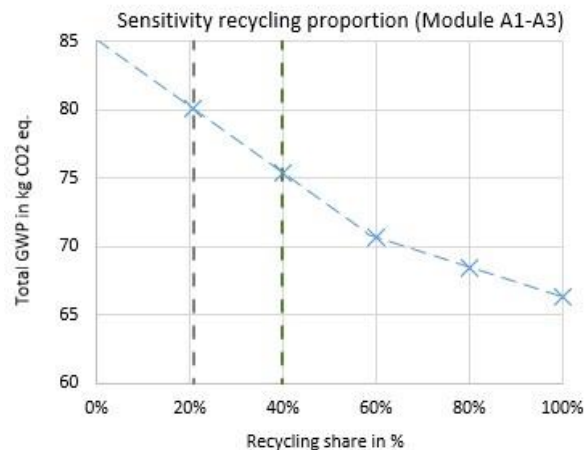 Sensitivity recycling proportion (Module A1-A3)
85
80
75
70
65
60
Total GWP in kg CO2 eq.
0% 20% 40% 60% 80% 100%
Recycling share in %